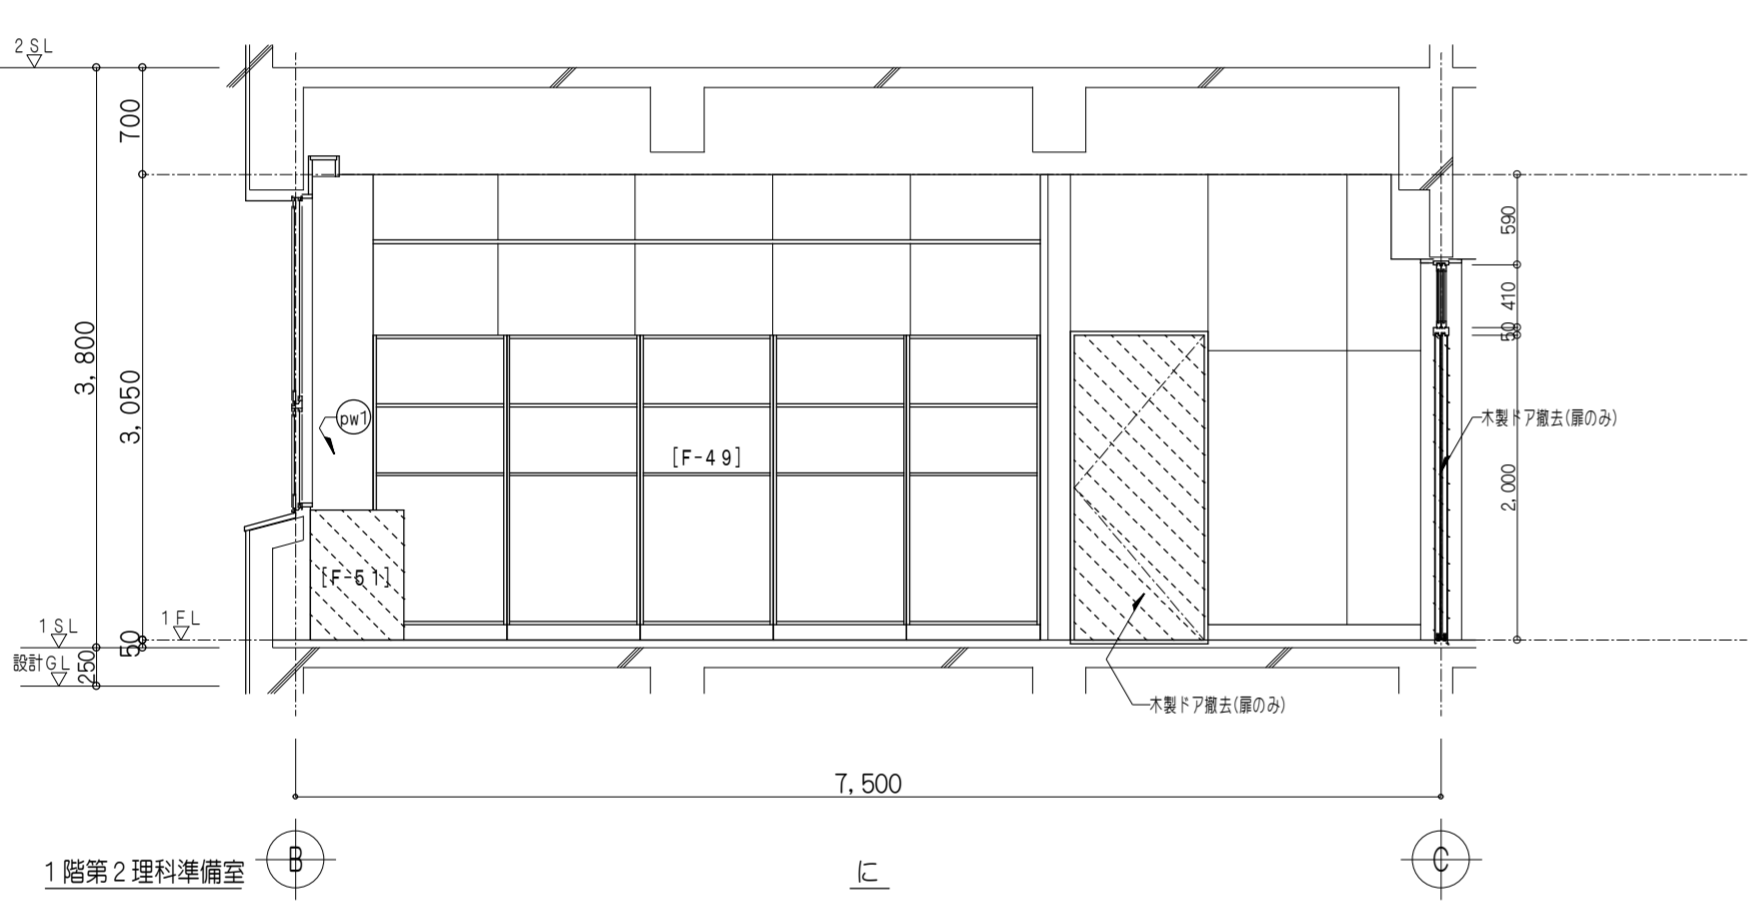 2SL
700
590
410
50
3,800
3,050
pw1
木製ドア撤去(扉のみ)
[F-49]
2,000
[F-51]
1FL
1SL
50
設計GL
250
木製ドア撤去(扉のみ)
7,500
1階第2理科準備室
B
に
C